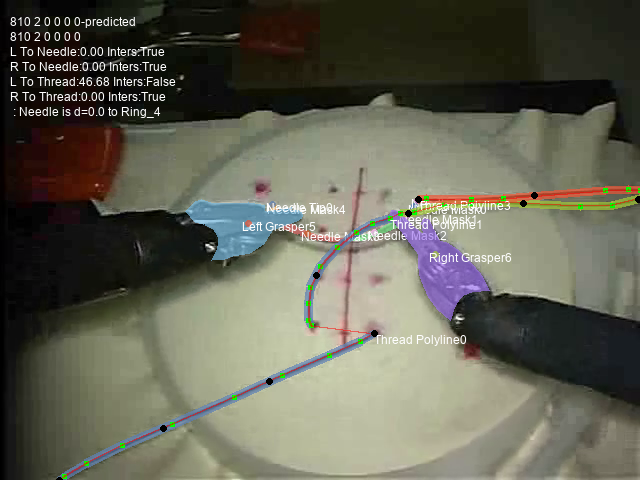 810 2 0 0 0 0-predicted
810 2 0 0 0 0
L To Needle:0.00 Inters:True
R To Needle:0.00 Inters:True
L To Thread:46.68 Inters:False
R To Thread:0.00 Inters:True
: Needle is d=0.0 to Ring_4
Needle Tip0
Needle Mask4
Thread Polyline3
Needle Mask1
Thread Polyline1
Left Grasper5
Needle Mask2
Right Grasper6
Thread Polyline0